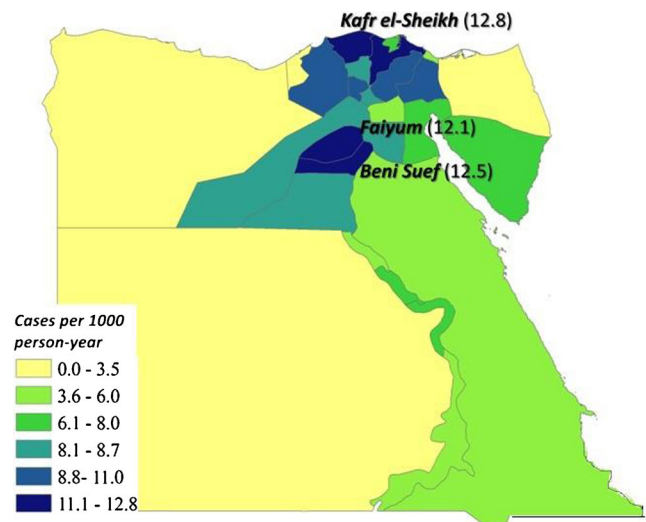 Kafr el-Sheikh (12.8)
Faiyum (12.1)
Beni Suef (12.5)
Cases per 1000
person-year
0.0 - 3.5
3.6 - 6.0
6.1 - 8.0
8.1 - 8.7
8.8- 11.0
11.1 - 12.8